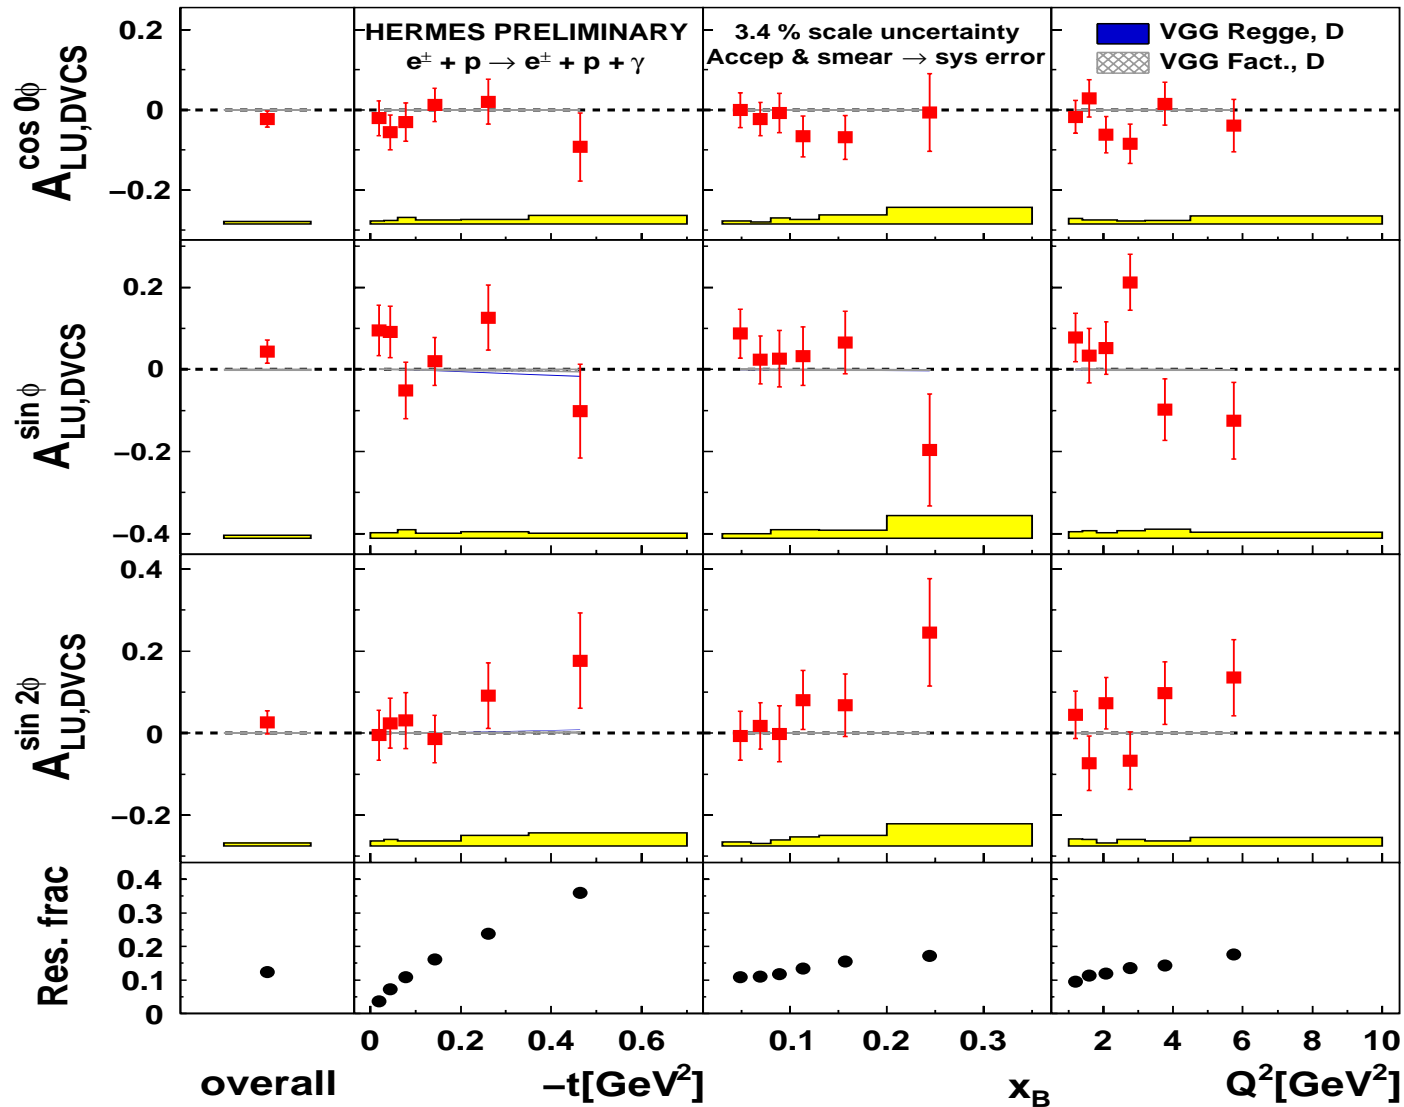 HERMES PRELIMINARY
e± + p → e± + p + γ
3.4 % scale uncertainty
Accep & smear → sys error
VGG Regge, D
VGG Fact., D
A_{LU,DVCS}^{cos 0ϕ}
0.2
0
−0.2
A_{LU,DVCS}^{sin ϕ}
0.2
0
−0.2
−0.4
A_{LU,DVCS}^{sin 2ϕ}
0.4
0.2
0
−0.2
Res. frac
0.4
0.3
0.2
0.1
0
0 0.2 0.4 0.6
0.1 0.2 0.3
2 4 6 8 10
overall
−t[GeV²]
x_B
Q²[GeV²]